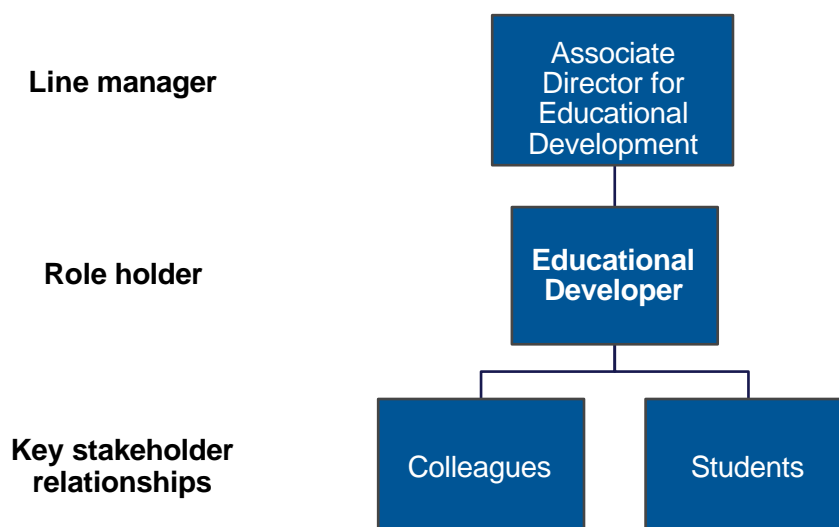 Line manager
Associate
Director for
Educational
Development
Role holder
Educational
Developer
Key stakeholder
relationships
Colleagues
Students